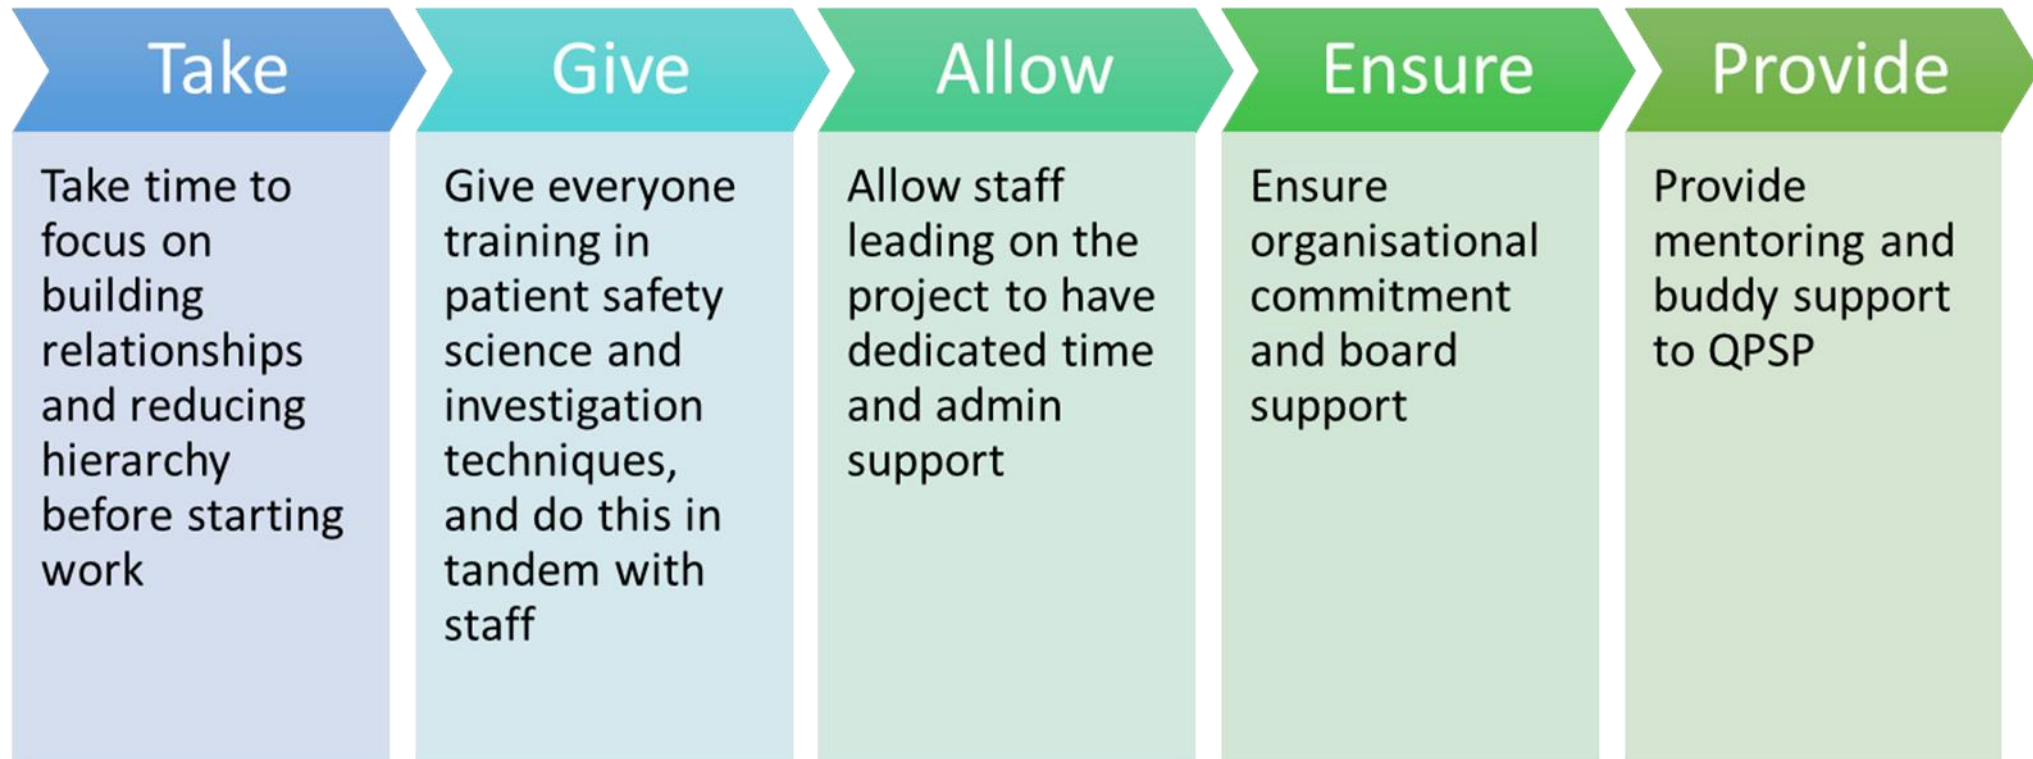 Take
Take time to
focus on
building
relationships
and reducing
hierarchy
before starting
work
Give
Give everyone
training in
patient safety
science and
investigation
techniques,
and do this in
tandem with
staff
Allow
Allow staff
leading on the
project to have
dedicated time
and admin
support
Ensure
Ensure
organisational
commitment
and board
support
Provide
Provide
mentoring and
buddy support
to QPSP